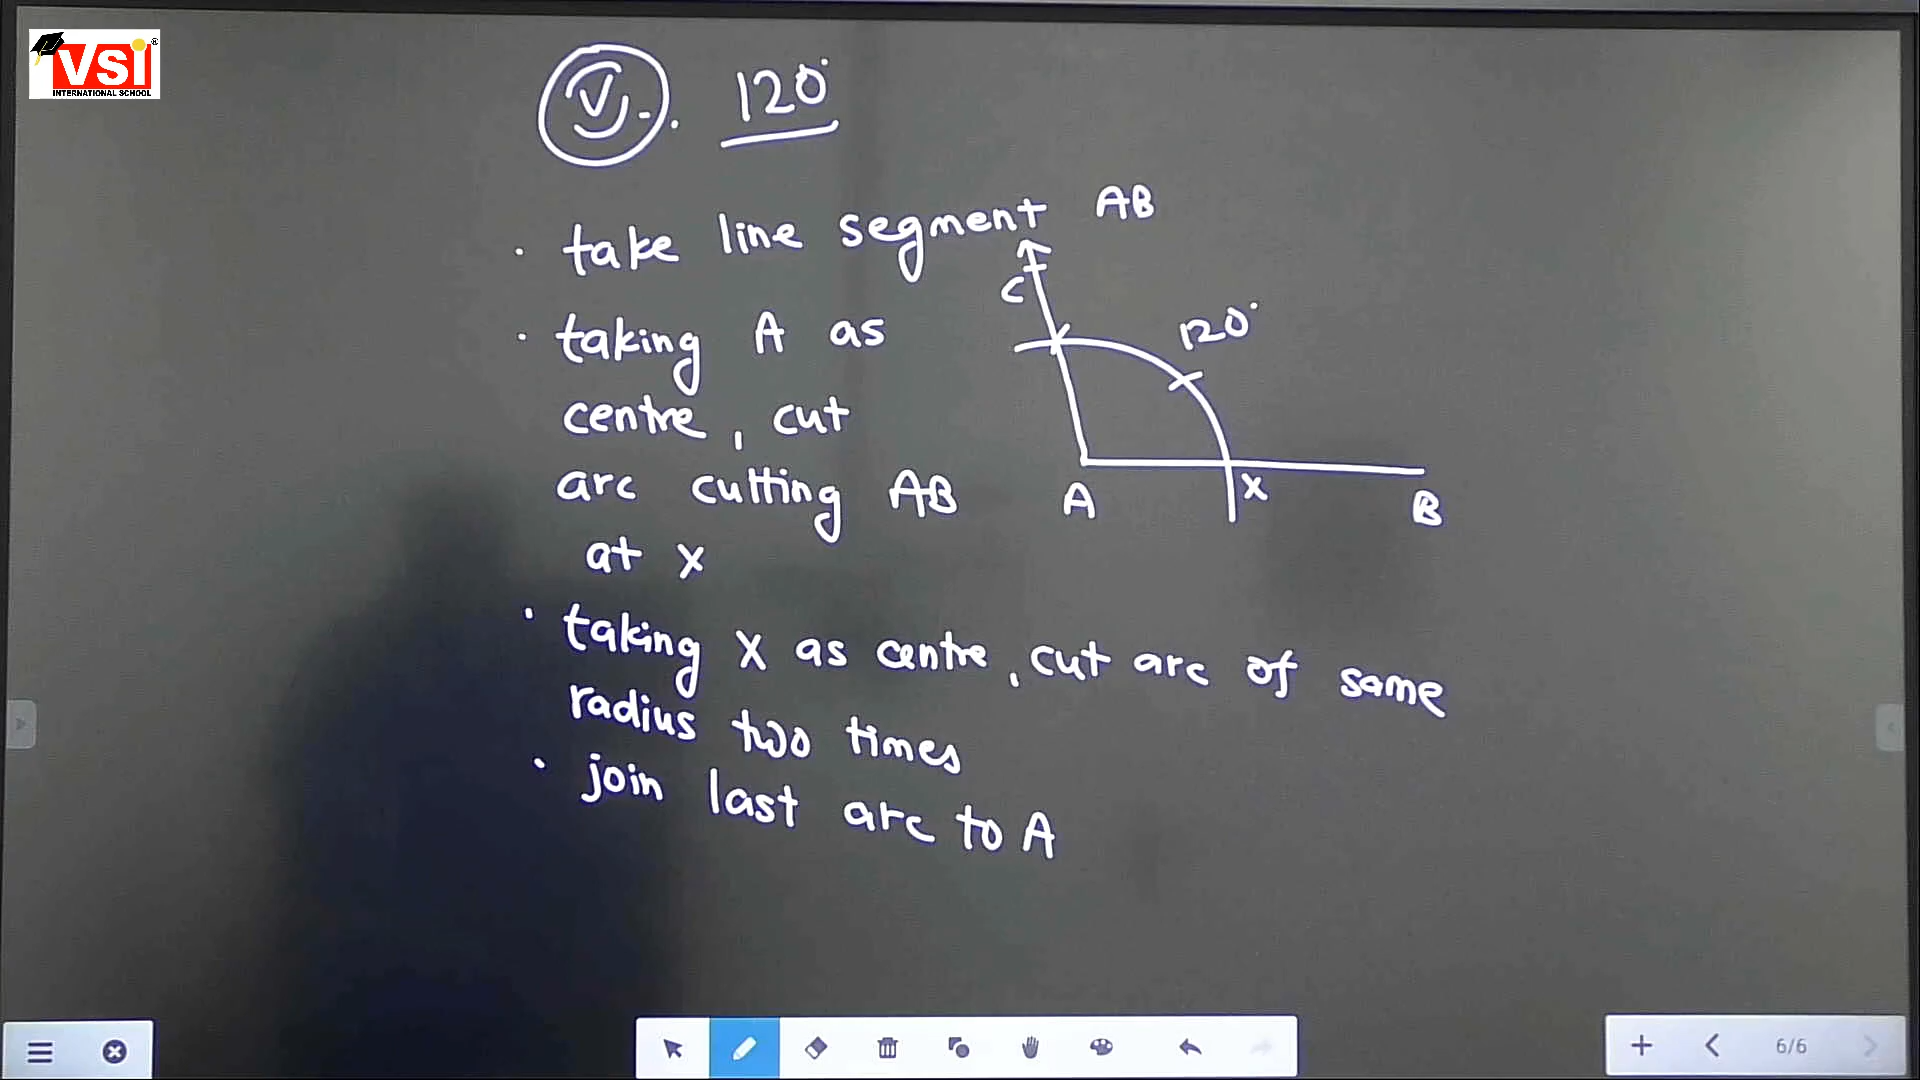 VSI
INTERNATIONAL SCHOOL
(v). 120°
· take line segment AB
· taking A as
centre, cut
arc cutting AB
at X
· taking X as centre, cut arc of same
radius two times
· join last arc to A
C
120°
A
X
B
6/6